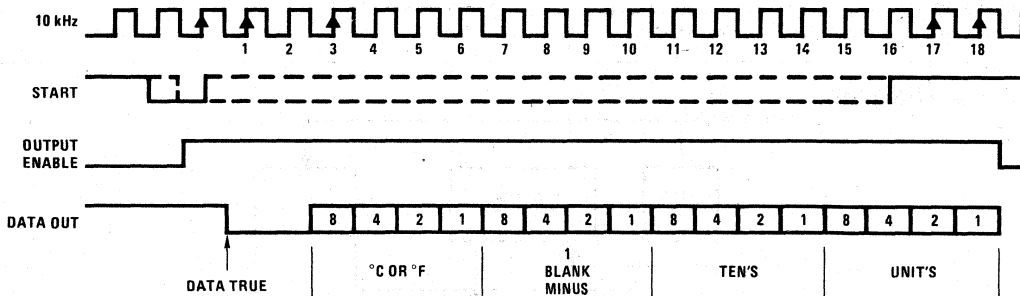 10 kHz
1 2 3 4 5 6 7 8 9 10 11 12 13 14 15 16 17 18
START
OUTPUT
ENABLE
DATA OUT
8 4 2 1 8 4 2 1 8 4 2 1 8 4 2 1
DATA TRUE
°C OR °F
1
BLANK
MINUS
TEN'S
UNIT'S